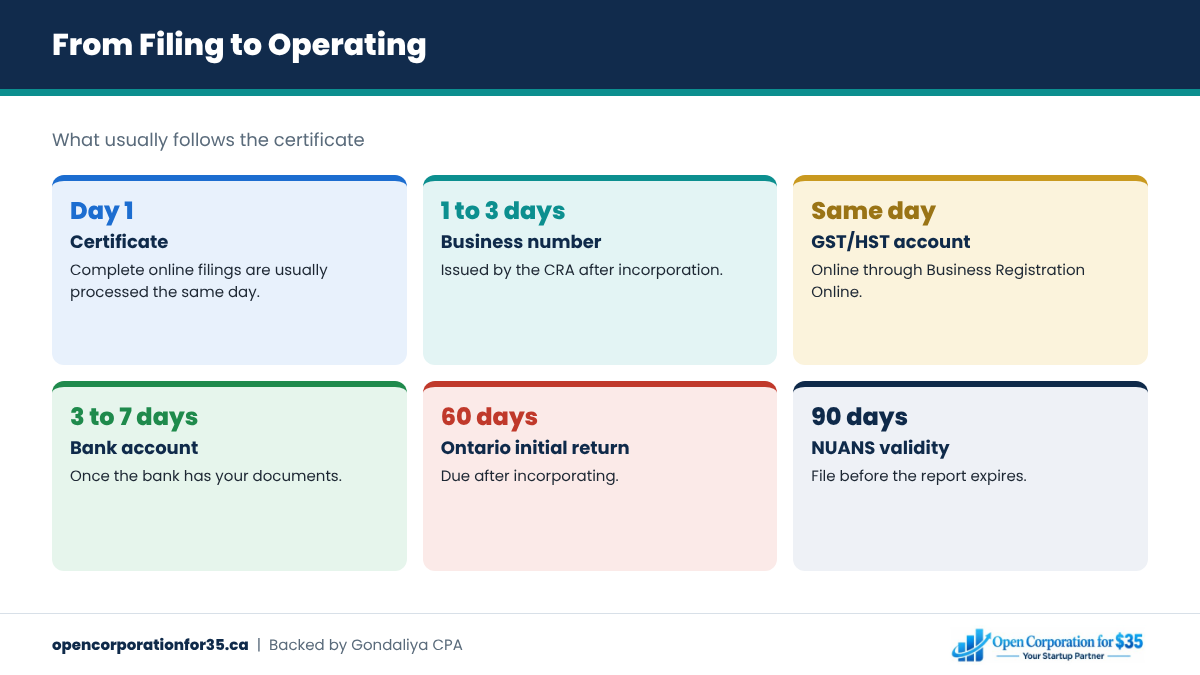 From Filing to Operating
What usually follows the certificate
Day 1
Certificate
Complete online filings are usually
processed the same day.
1 to 3 days
Business number
Issued by the CRA after incorporation.
Same day
GST/HST account
Online through Business Registration
Online.
3 to 7 days
Bank account
Once the bank has your documents.
60 days
Ontario initial return
Due after incorporating.
90 days
NUANS validity
File before the report expires.
opencorporationfor35.ca | Backed by Gondaliya CPA
Open Corporation for $35
Your Startup Partner